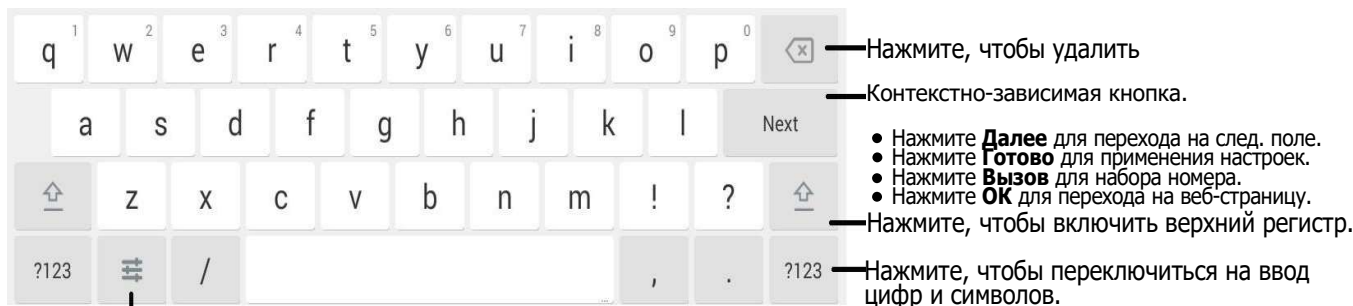 q 1 w 2 e 3 r 4 t 5 y 6 u 7 i 8 o 9 p 0
Нажмите, чтобы удалить
a s d f g h j k l Next
Контекстно-зависимая кнопка.
• Нажмите Далее для перехода на след. поле.
• Нажмите Готово для применения настроек.
• Нажмите Вызов для набора номера.
• Нажмите ОК для перехода на веб-страницу.
z x c v b n m ! ?
Нажмите, чтобы включить верхний регистр.
?123 / ... , . ?123
Нажмите, чтобы переключиться на ввод
цифр и символов.